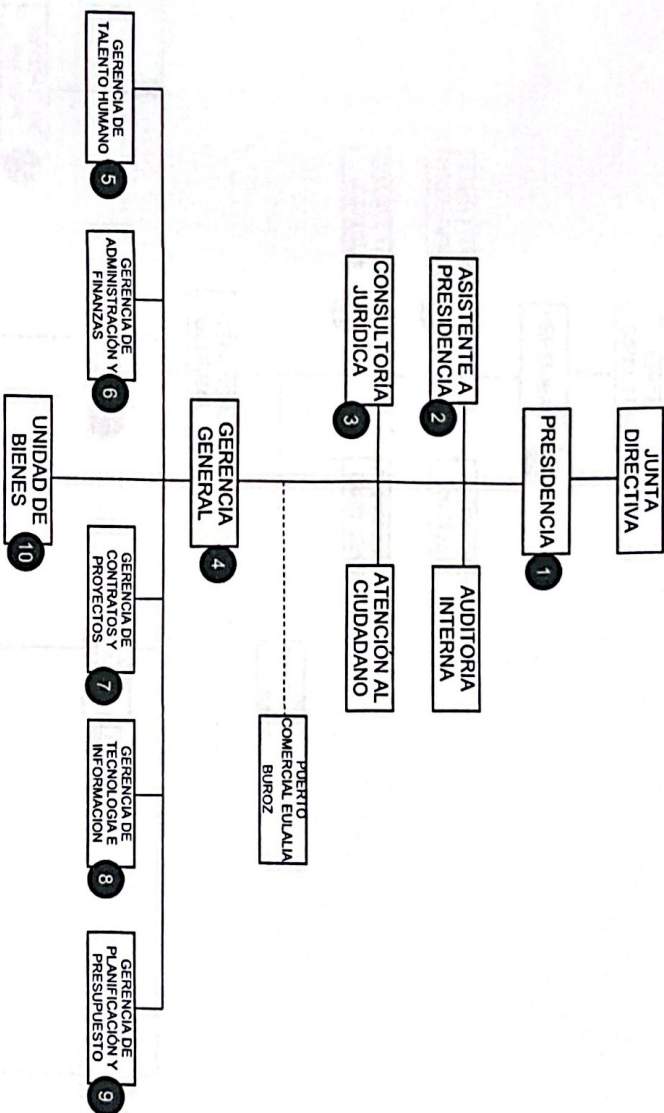 JUNTA
DIRECTIVA
PRESIDENCIA
1
ASISTENTE A
PRESIDENCIA
2
AUDITORIA
INTERNA
CONSULTORÍA
JURÍDICA
3
ATENCIÓN AL
CIUDADANO
PUERTO
COMERCIAL EULALIA
BUROZ
GERENCIA
GENERAL
4
GERENCIA DE
TALENTO HUMANO
5
GERENCIA DE
ADMINISTRACIÓN Y
FINANZAS
6
GERENCIA DE
CONTRATOS Y
PROYECTOS
7
GERENCIA DE
TECNOLOGIA E
INFORMACION
8
GERENCIA DE
PLANIFICACIÓN Y
PRESUPUESTO
9
UNIDAD DE
BIENES
10